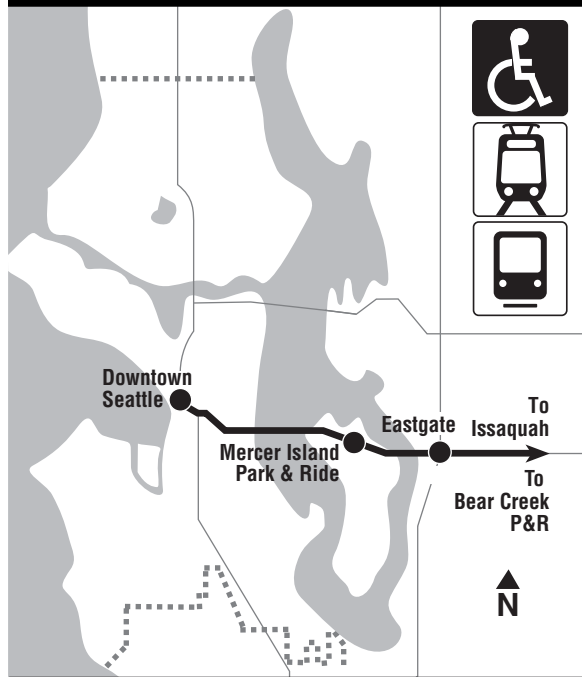 Downtown
Seattle
Mercer Island
Park & Ride
Eastgate
To
Issaquah
To
Bear Creek
P&R
N